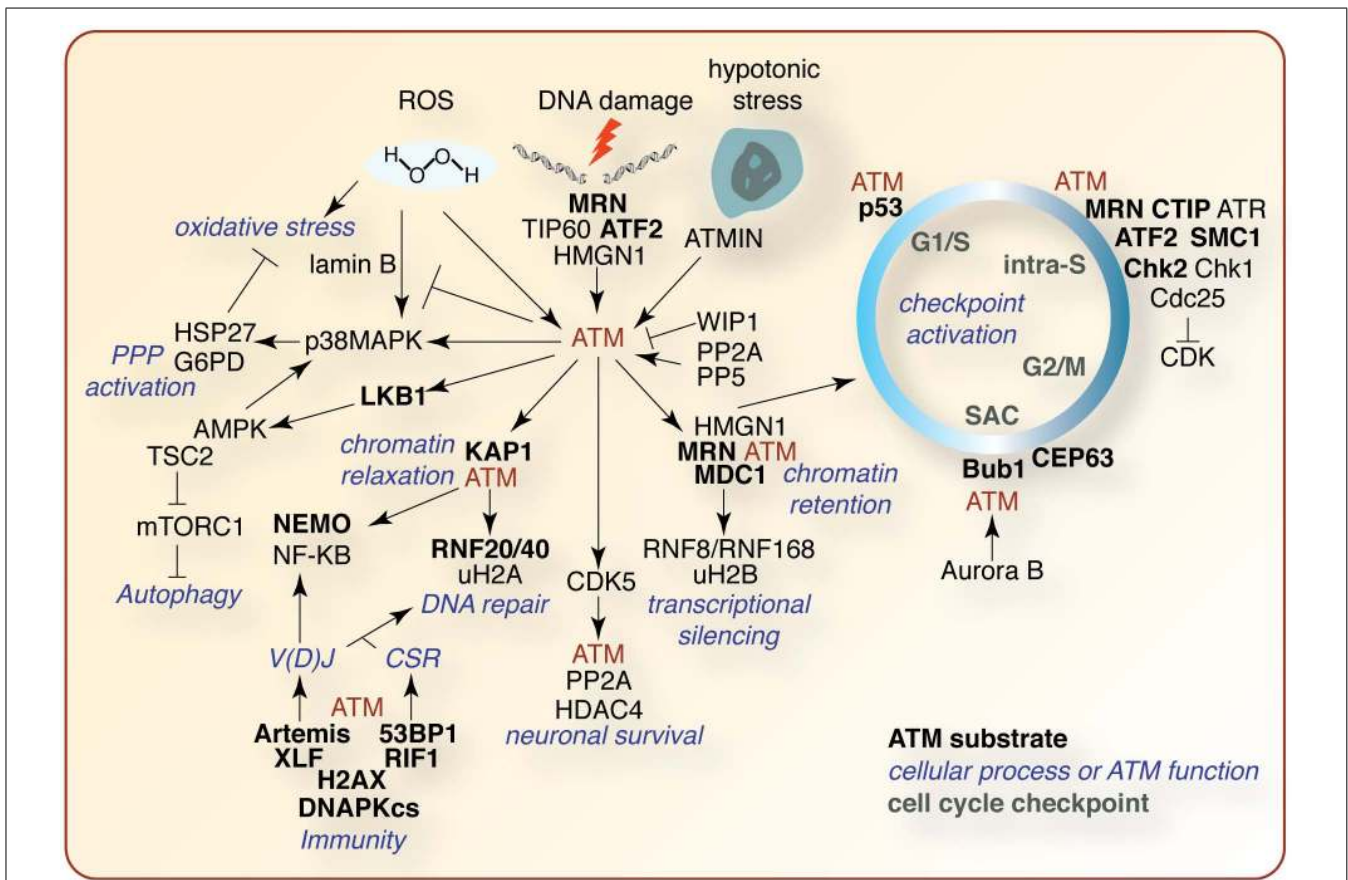 ROS
DNA damage
hypotonic
stress
H O O H
MRN
TIP60 ATF2
HMGN1
ATMIN
oxidative stress
lamin B
HSP27
G6PD
PPP
activation
p38MAPK
ATM
WIP1
PP2A
PP5
LKB1
AMPK
TSC2
mTORC1
Autophagy
chromatin
relaxation
KAP1
ATM
NEMO
NF-KB
RNF20/40
uH2A
DNA repair
V(D)J
CSR
ATM
Artemis 53BP1
XLF RIF1
H2AX
DNAPKcs
Immunity
CDK5
ATM
PP2A
HDAC4
neuronal survival
HMGN1
MRN ATM
MDC1
chromatin
retention
RNF8/RNF168
uH2B
transcriptional
silencing
ATM
p53
G1/S
ATM
MRN CTIP ATR
ATF2 SMC1
Chk2 Chk1
Cdc25
CDK
intra-S
checkpoint
activation
G2/M
SAC
Bub1 CEP63
ATM
Aurora B
ATM substrate
cellular process or ATM function
cell cycle checkpoint